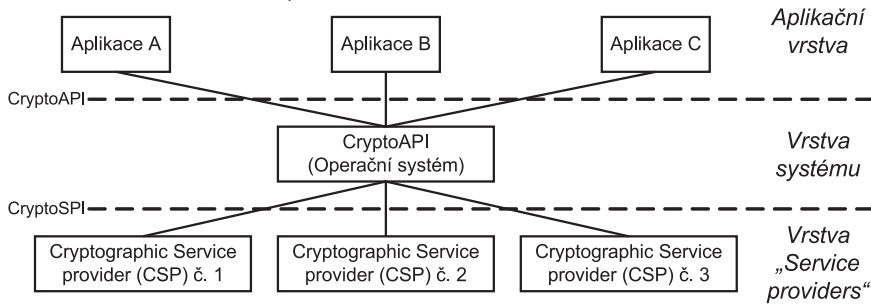 Aplikační
vrstva
Aplikace A
Aplikace B
Aplikace C
CryptoAPI
CryptoAPI
(Operační systém)
Vrstva
systému
CryptoSPI
Cryptographic Service
provider (CSP) č. 1
Cryptographic Service
provider (CSP) č. 2
Cryptographic Service
provider (CSP) č. 3
Vrstva
„Service
providers“